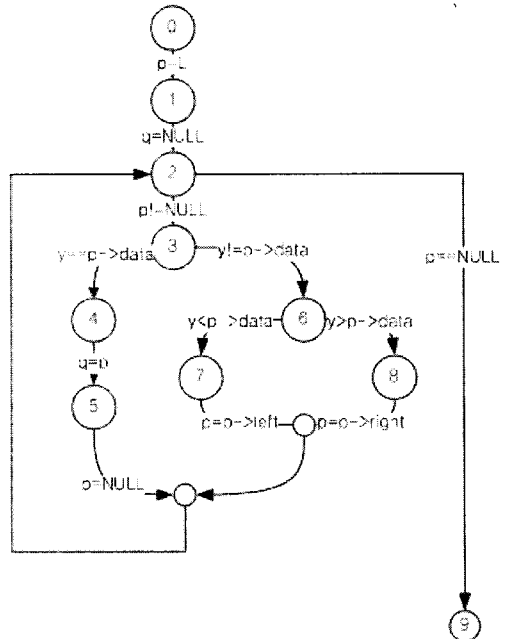 0
p=L
1
q=NULL
2
p!=NULL
3
y==p->data
y!=p->data
p==NULL
4
6
y<p->data
y>p->data
q=p
7
8
5
p=p->left
p=p->right
p=NULL
9